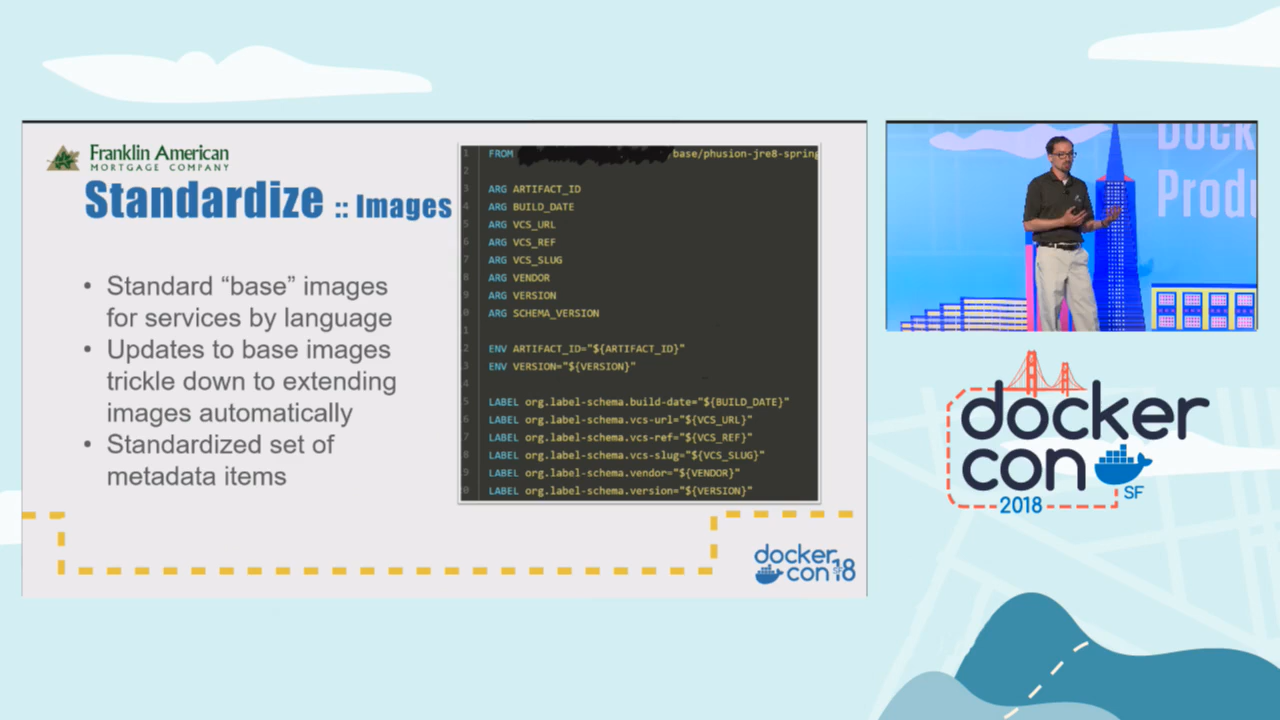 Franklin American
MORTGAGE COMPANY
Standardize :: Images
• Standard “base” images
for services by language
• Updates to base images
trickle down to extending
images automatically
• Standardized set of
metadata items
1 FROM base/phusion-jre8-spring
2
3 ARG ARTIFACT_ID
4 ARG BUILD_DATE
5 ARG VCS_URL
6 ARG VCS_REF
7 ARG VCS_SLUG
8 ARG VENDOR
9 ARG VERSION
0 ARG SCHEMA_VERSION
1
2 ENV ARTIFACT_ID="${ARTIFACT_ID}"
3 ENV VERSION="${VERSION}"
4
5 LABEL org.label-schema.build-date="${BUILD_DATE}"
6 LABEL org.label-schema.vcs-url="${VCS_URL}"
7 LABEL org.label-schema.vcs-ref="${VCS_REF}"
8 LABEL org.label-schema.vcs-slug="${VCS_SLUG}"
9 LABEL org.label-schema.vendor="${VENDOR}"
0 LABEL org.label-schema.version="${VERSION}"
docker
con 18
Dock
Produ
docker
con
SF
2018